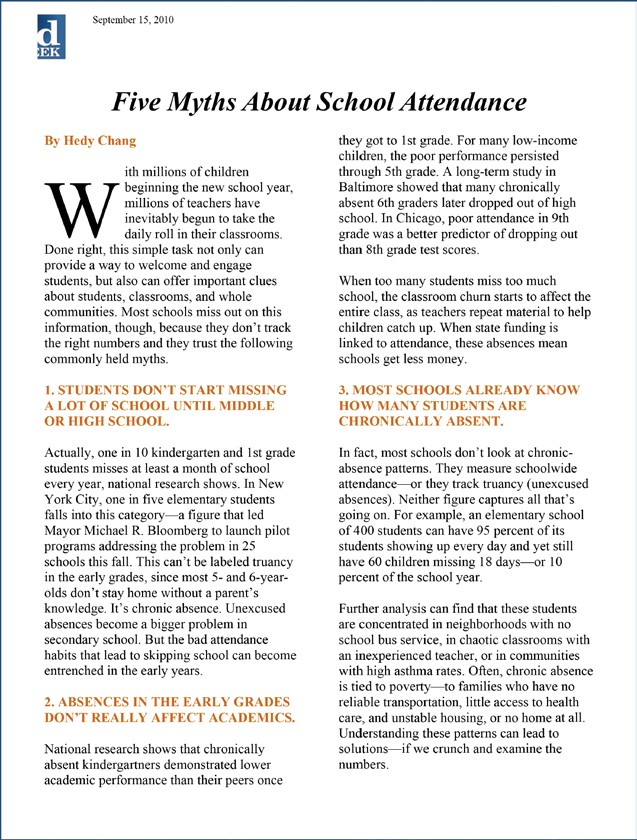 d
EEK
September 15, 2010
Five Myths About School Attendance
By Hedy Chang
With millions of children
beginning the new school year,
millions of teachers have
inevitably begun to take the
daily roll in their classrooms.
Done right, this simple task not only can
provide a way to welcome and engage
students, but also can offer important clues
about students, classrooms, and whole
communities. Most schools miss out on this
information, though, because they don’t track
the right numbers and they trust the following
commonly held myths.
1. STUDENTS DON’T START MISSING
A LOT OF SCHOOL UNTIL MIDDLE
OR HIGH SCHOOL.
Actually, one in 10 kindergarten and 1st grade
students misses at least a month of school
every year, national research shows. In New
York City, one in five elementary students
falls into this category—a figure that led
Mayor Michael R. Bloomberg to launch pilot
programs addressing the problem in 25
schools this fall. This can’t be labeled truancy
in the early grades, since most 5- and 6-year-
olds don’t stay home without a parent’s
knowledge. It’s chronic absence. Unexcused
absences become a bigger problem in
secondary school. But the bad attendance
habits that lead to skipping school can become
entrenched in the early years.
2. ABSENCES IN THE EARLY GRADES
DON’T REALLY AFFECT ACADEMICS.
National research shows that chronically
absent kindergartners demonstrated lower
academic performance than their peers once
they got to 1st grade. For many low-income
children, the poor performance persisted
through 5th grade. A long-term study in
Baltimore showed that many chronically
absent 6th graders later dropped out of high
school. In Chicago, poor attendance in 9th
grade was a better predictor of dropping out
than 8th grade test scores.
When too many students miss too much
school, the classroom churn starts to affect the
entire class, as teachers repeat material to help
children catch up. When state funding is
linked to attendance, these absences mean
schools get less money.
3. MOST SCHOOLS ALREADY KNOW
HOW MANY STUDENTS ARE
CHRONICALLY ABSENT.
In fact, most schools don’t look at chronic-
absence patterns. They measure schoolwide
attendance—or they track truancy (unexcused
absences). Neither figure captures all that’s
going on. For example, an elementary school
of 400 students can have 95 percent of its
students showing up every day and yet still
have 60 children missing 18 days—or 10
percent of the school year.
Further analysis can find that these students
are concentrated in neighborhoods with no
school bus service, in chaotic classrooms with
an inexperienced teacher, or in communities
with high asthma rates. Often, chronic absence
is tied to poverty—to families who have no
reliable transportation, little access to health
care, and unstable housing, or no home at all.
Understanding these patterns can lead to
solutions—if we crunch and examine the
numbers.